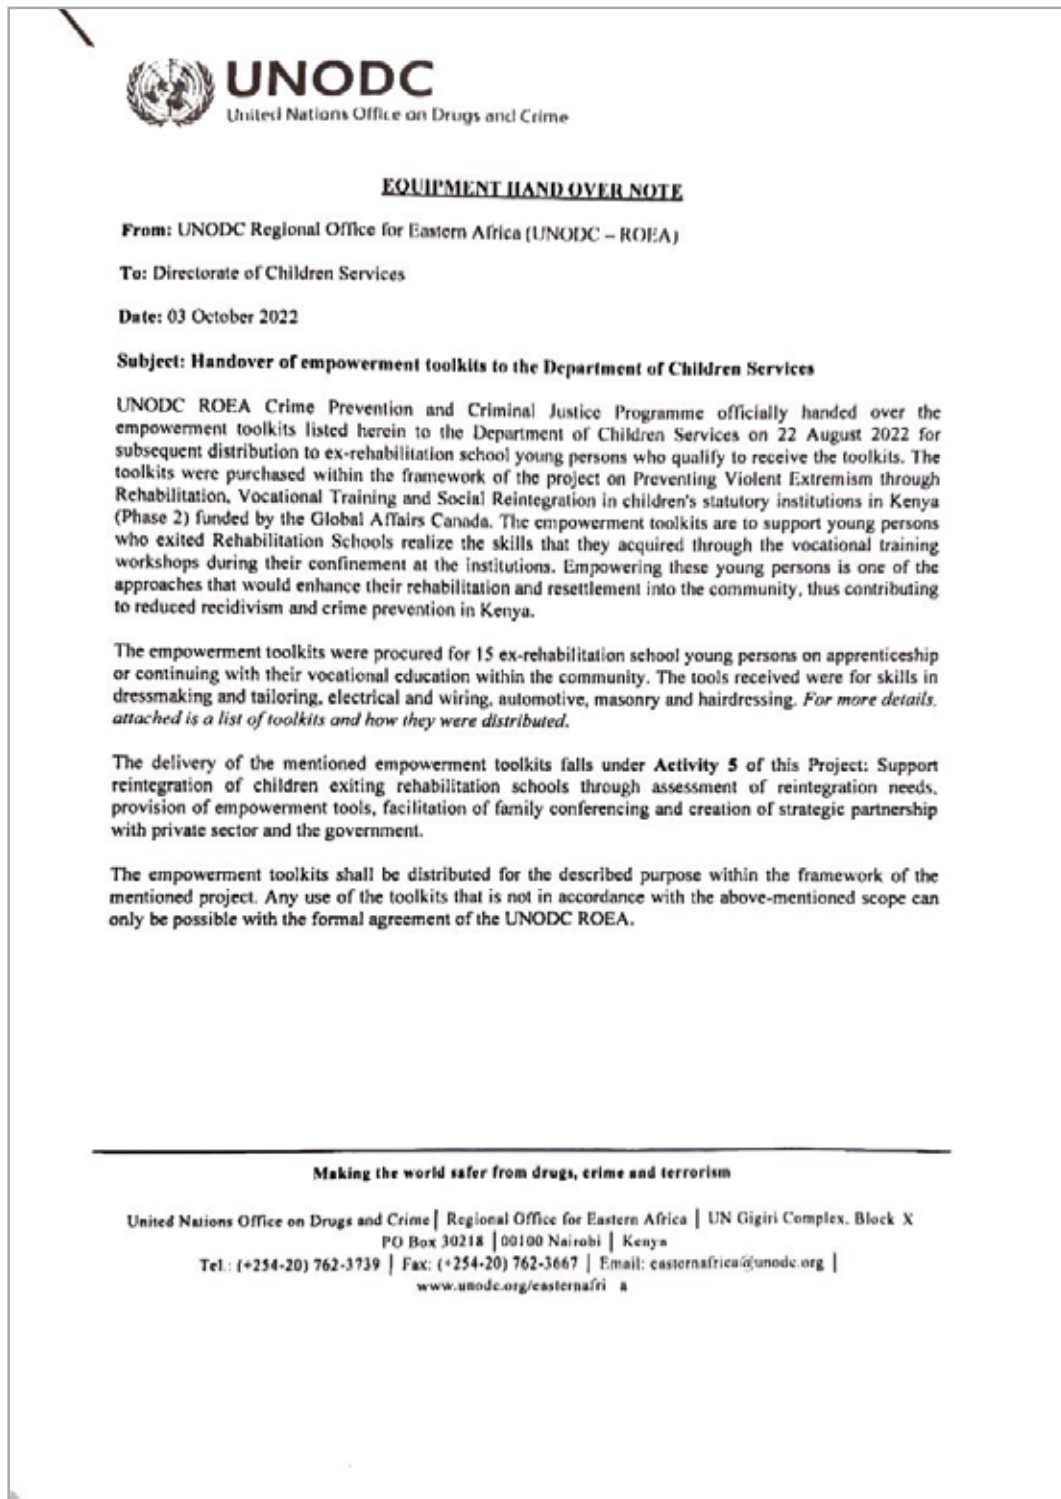 UNODC
United Nations Office on Drugs and Crime
EQUIPMENT HAND OVER NOTE
From: UNODC Regional Office for Eastern Africa (UNODC – ROEA)
To: Directorate of Children Services
Date: 03 October 2022
Subject: Handover of empowerment toolkits to the Department of Children Services
UNODC ROEA Crime Prevention and Criminal Justice Programme officially handed over the
empowerment toolkits listed herein to the Department of Children Services on 22 August 2022 for
subsequent distribution to ex-rehabilitation school young persons who qualify to receive the toolkits. The
toolkits were purchased within the framework of the project on Preventing Violent Extremism through
Rehabilitation, Vocational Training and Social Reintegration in children's statutory institutions in Kenya
(Phase 2) funded by the Global Affairs Canada. The empowerment toolkits are to support young persons
who exited Rehabilitation Schools realize the skills that they acquired through the vocational training
workshops during their confinement at the institutions. Empowering these young persons is one of the
approaches that would enhance their rehabilitation and resettlement into the community, thus contributing
to reduced recidivism and crime prevention in Kenya.
The empowerment toolkits were procured for 15 ex-rehabilitation school young persons on apprenticeship
or continuing with their vocational education within the community. The tools received were for skills in
dressmaking and tailoring, electrical and wiring, automotive, masonry and hairdressing. For more details,
attached is a list of toolkits and how they were distributed.
The delivery of the mentioned empowerment toolkits falls under Activity 5 of this Project: Support
reintegration of children exiting rehabilitation schools through assessment of reintegration needs,
provision of empowerment tools, facilitation of family conferencing and creation of strategic partnership
with private sector and the government.
The empowerment toolkits shall be distributed for the described purpose within the framework of the
mentioned project. Any use of the toolkits that is not in accordance with the above-mentioned scope can
only be possible with the formal agreement of the UNODC ROEA.
Making the world safer from drugs, crime and terrorism
United Nations Office on Drugs and Crime | Regional Office for Eastern Africa | UN Gigiri Complex, Block X
PO Box 30218 | 00100 Nairobi | Kenya
Tel.: (+254-20) 762-3739 | Fax: (+254-20) 762-3667 | Email: easternafrica@unodc.org |
www.unodc.org/easternafri a